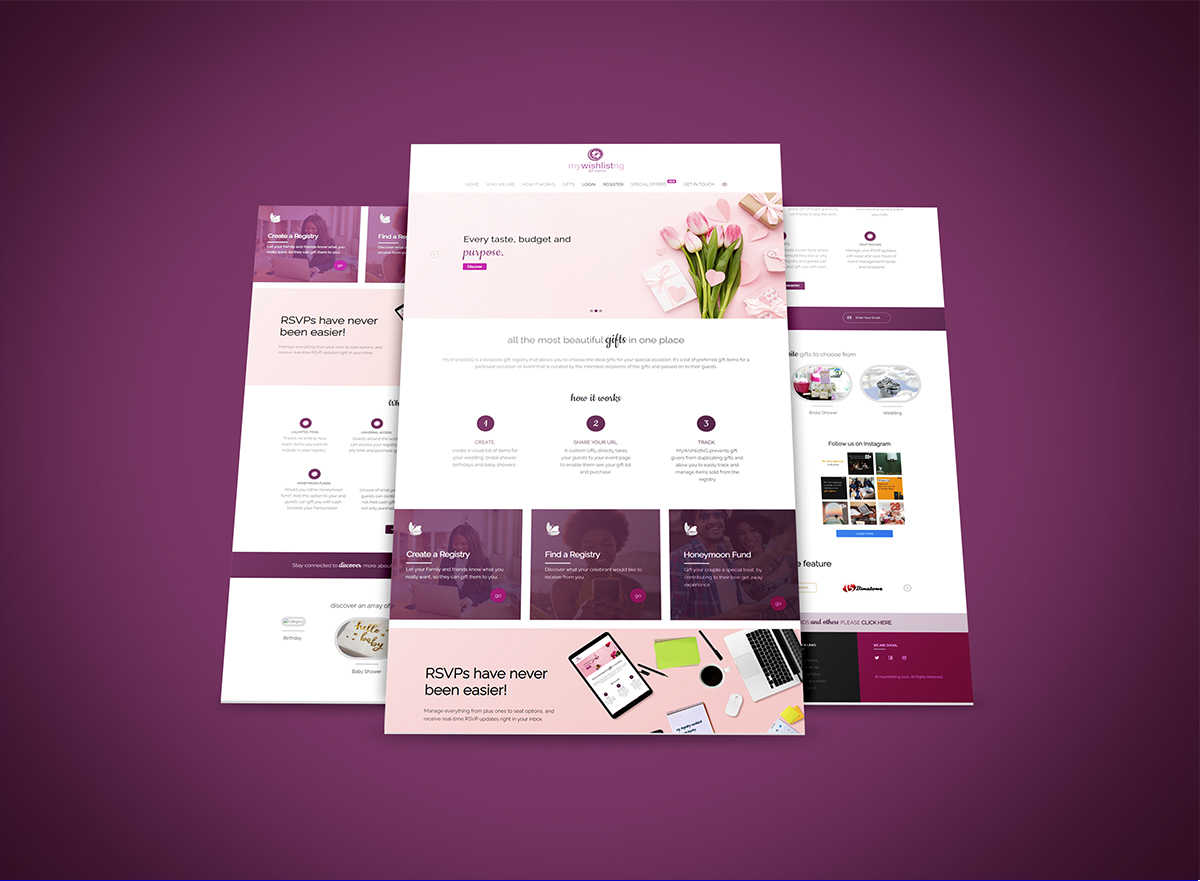 mywishlistng
gift registry
HOME
WHO WE ARE
HOW IT WORKS
GIFTS
LOGIN
REGISTER
SPECIAL OFFERS
NEW
GET IN TOUCH
Every taste, budget and
purpose.
Discover
all the most beautiful gifts in one place
MyWishlistNG is a bespoke gift registry that allows you to choose the ideal gifts for your special occasion. It's a list of preferred gift items for a
particular occasion or event that is curated by the intended recipients of the gifts and passed on to their guests.
how it works
1
CREATE.
create a visual list of items for
your wedding, bridal shower,
birthdays and baby showers.
2
SHARE YOUR URL.
A custom URL directly takes
your guests to your event page
to enable them see your gift list
and purchase.
3
TRACK.
MyWishlistNG prevents gift
givers from duplicating gifts and
allow you to easily track and
manage items sold from the
registry
Create a Registry
Let your Family and friends know what you
really want, so they can gift them to you.
go
Find a Registry
Discover what your celebrant would like to
receive from you.
go
Honeymoon Fund
Gift your couple a special treat, by
contributing to their love get away
experience.
go
RSVPs have never
been easier!
Manage everything from plus ones to seat options, and
receive real-time RSVP updates right in your inbox.
Create a Registry
Let your Family and friends know what you
really want, so they can gift them to you.
go
Find a Re
Discover what
receive from
RSVPs have never
been easier!
Manage everything from plus ones to seat options, and
receive real-time RSVP updates right in your inbox.
Wh
UNLIMITED ITEMS
There's no limit to how
much items you want to
include in your registry.
UNIVERSAL ACCESS
Guests around the wor
can access your registry
any time and purchase g
HONEYMOON FUNDS
Would you rather honeymoon
fund? Add this option to your and
guests can gift you with cash
towards your honeymoon!
Unsure of what yo
guests can contri
not Add cash gift
not only purchas
Stay connected to discover more about
discover an array of
Category
Birthday
hello
baby
Baby Shower
Manage your RSVP updates
with ease and save hours of
event management issues
and headache.
Enter Your Email...
gifts to choose from
Bridal Shower
Wedding
Follow us on Instagram
Load more
e feature
Binatone
DS and others PLEASE CLICK HERE
LINKS
WE ARE SOCIAL